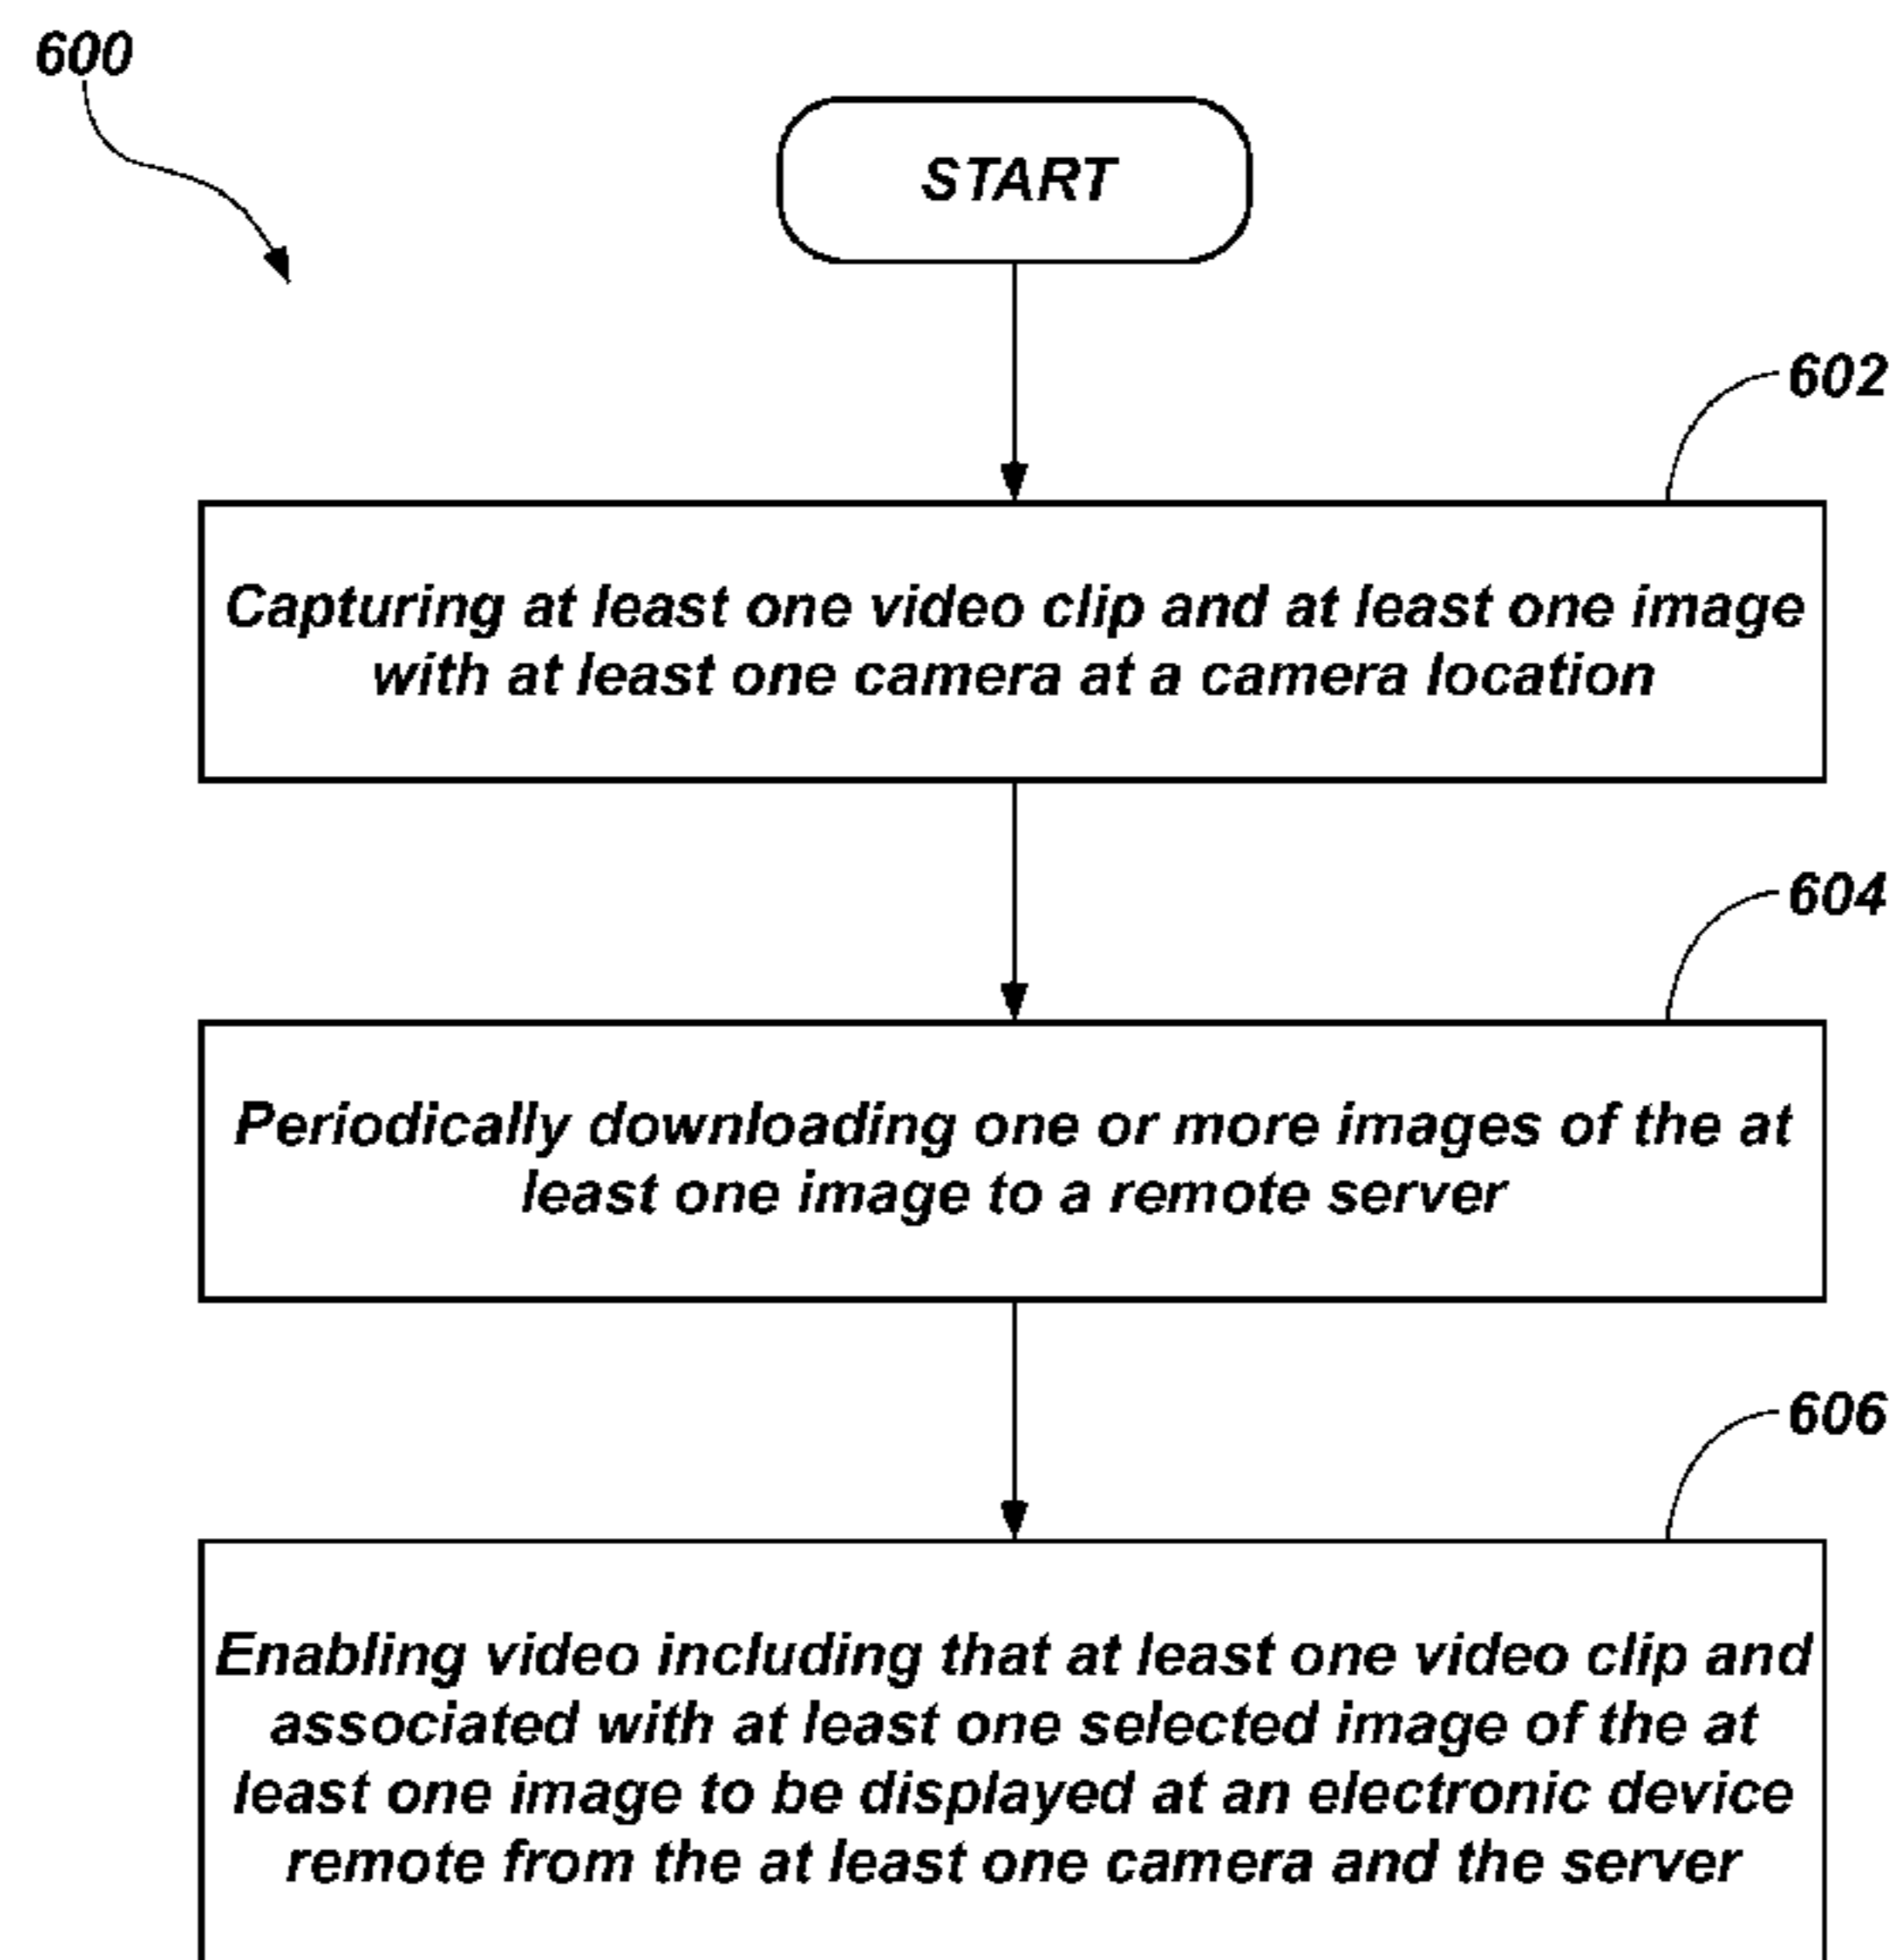 600
START
602
Capturing at least one video clip and at least one image
with at least one camera at a camera location
604
Periodically downloading one or more images of the at
least one image to a remote server
606
Enabling video including that at least one video clip and
associated with at least one selected image of the at
least one image to be displayed at an electronic device
remote from the at least one camera and the server